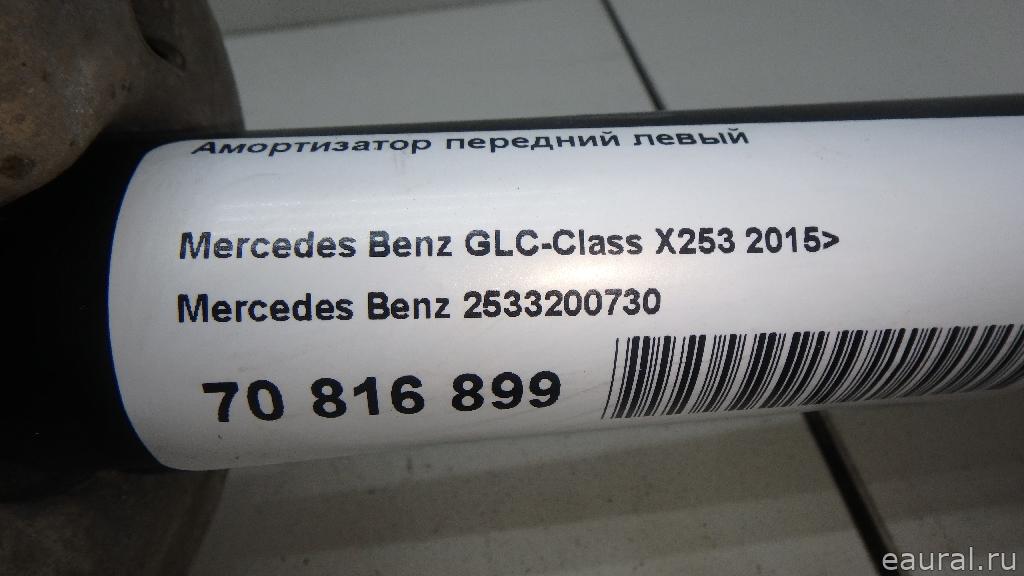 Амортизатор передний левый
Mercedes Benz GLC-Class X253 2015>
Mercedes Benz 2533200730
70 816 899
eaural.ru